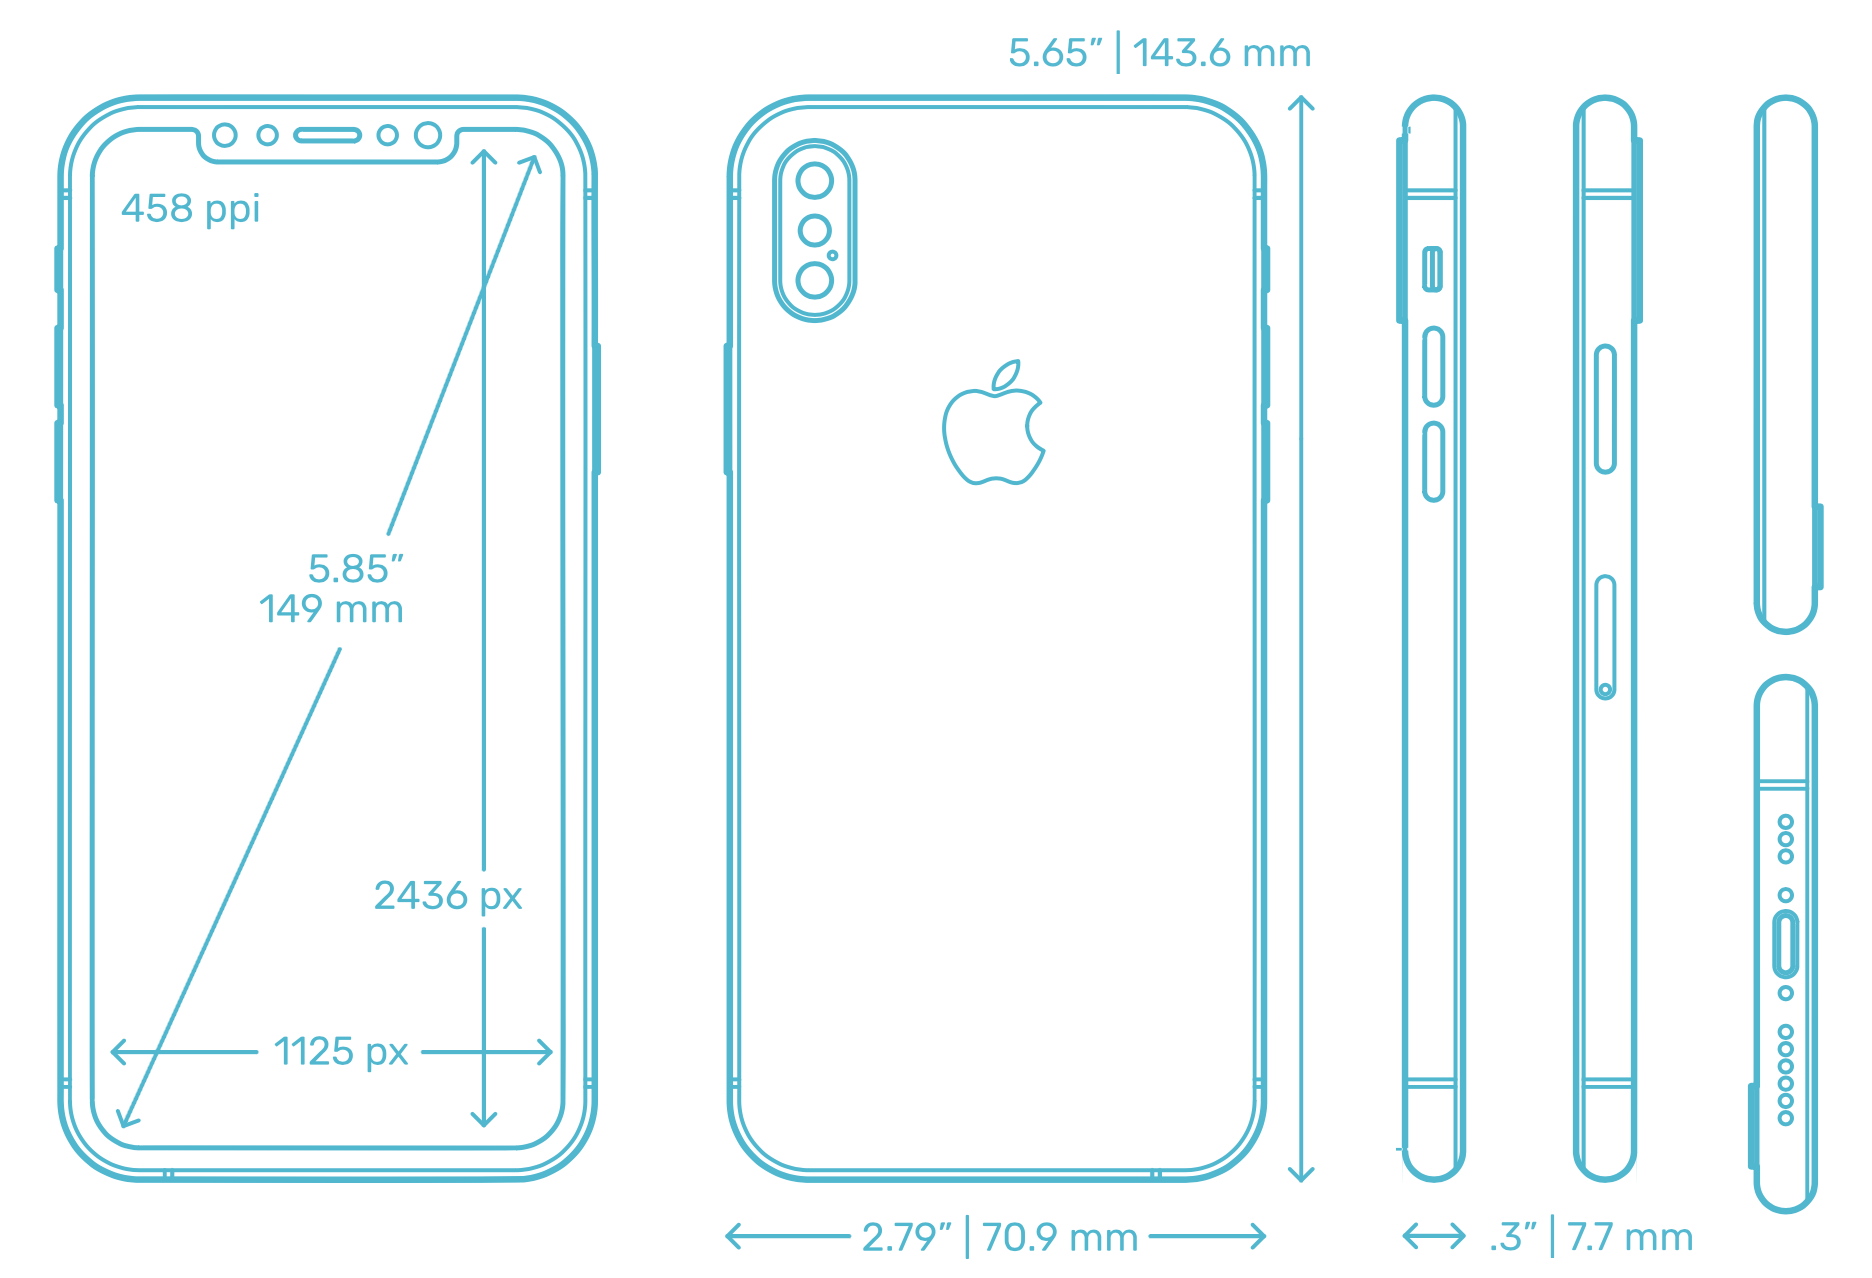 5.65” | 143.6 mm
458 ppi
5.85”
149 mm
2436 px
1125 px
2.79” | 70.9 mm
.3” | 7.7 mm